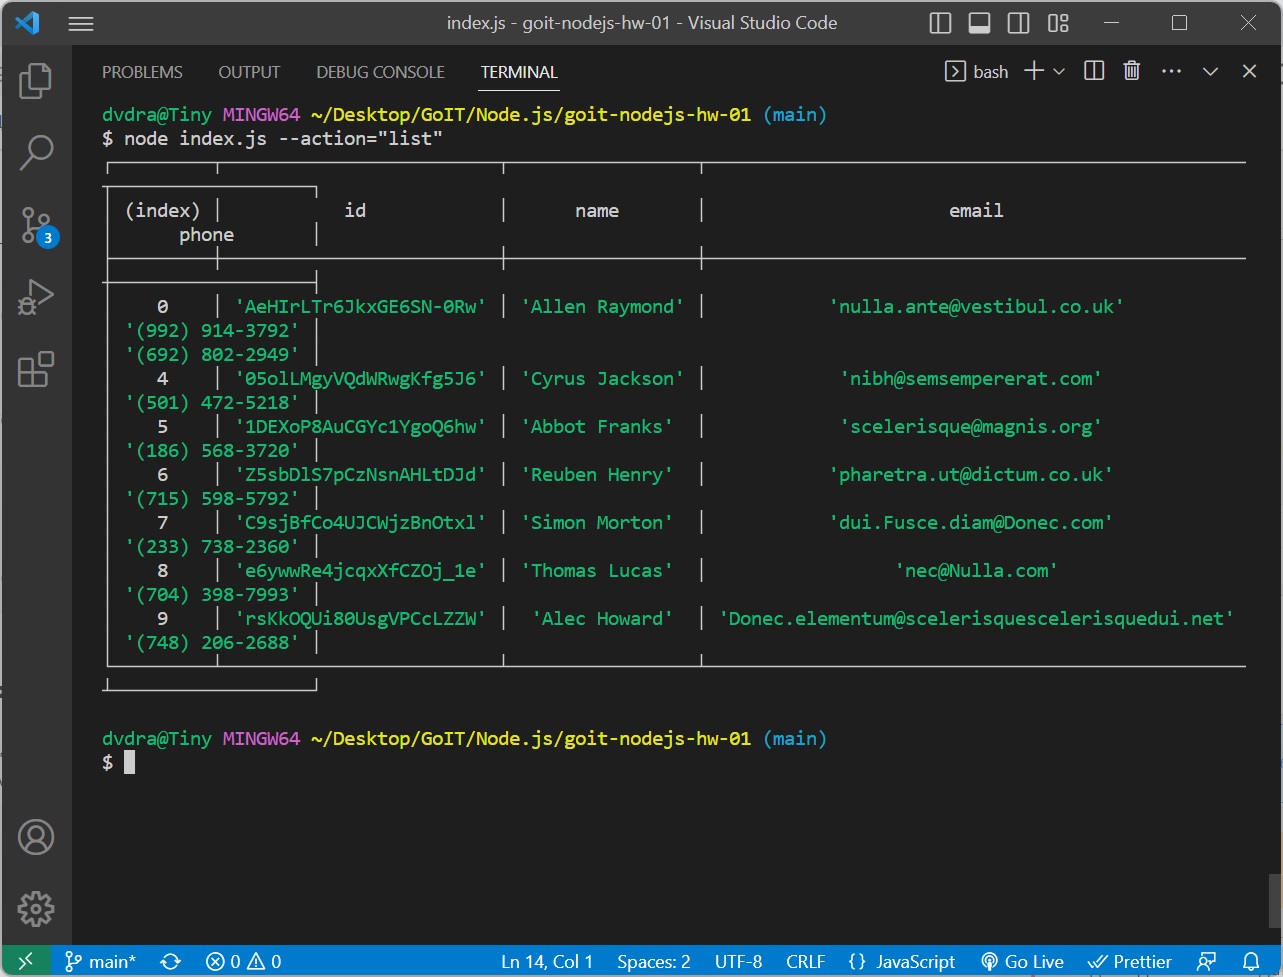 index.js - goit-nodejs-hw-01 - Visual Studio Code
PROBLEMS OUTPUT DEBUG CONSOLE TERMINAL bash
dvdra@Tiny MINGW64 ~/Desktop/GoIT/Node.js/goit-nodejs-hw-01 (main)
$ node index.js --action="list"
(index) id name email
phone
0 'AeHIrLTr6JkxGE6SN-0Rw' 'Allen Raymond' 'nulla.ante@vestibul.co.uk'
'(992) 914-3792'
'(692) 802-2949'
4 '05olLMgyVQdWRwgKfg5J6' 'Cyrus Jackson' 'nibh@semsempererat.com'
'(501) 472-5218'
5 '1DEXoP8AuCGYc1YgoQ6hw' 'Abbot Franks' 'scelerisque@magnis.org'
'(186) 568-3720'
6 'Z5sbDlS7pCzNsnAHLtDJd' 'Reuben Henry' 'pharetra.ut@dictum.co.uk'
'(715) 598-5792'
7 'C9sjBfCo4UJCWjzBnOtxl' 'Simon Morton' 'dui.Fusce.diam@Donec.com'
'(233) 738-2360'
8 'e6ywwRe4jcqxXfCZOj_1e' 'Thomas Lucas' 'nec@Nulla.com'
'(704) 398-7993'
9 'rsKkOQUi80UsgVPCcLZZW' 'Alec Howard' 'Donec.elementum@scelerisquescelerisquedui.net'
'(748) 206-2688'
dvdra@Tiny MINGW64 ~/Desktop/GoIT/Node.js/goit-nodejs-hw-01 (main)
$
3
main* 0 0 Ln 14, Col 1 Spaces: 2 UTF-8 CRLF {} JavaScript Go Live Prettier